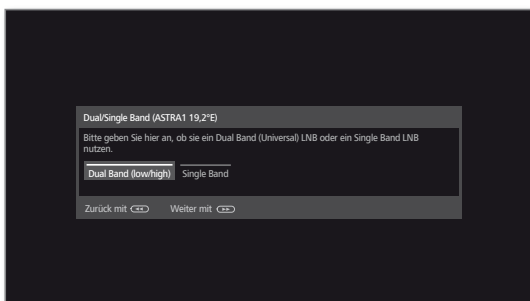 Dual/Single Band (ASTRA1 19,2°E)
Bitte geben Sie hier an, ob sie ein Dual Band (Universal) LNB oder ein Single Band LNB
nutzen.
Dual Band (low/high) Single Band
Zurück mit Weiter mit